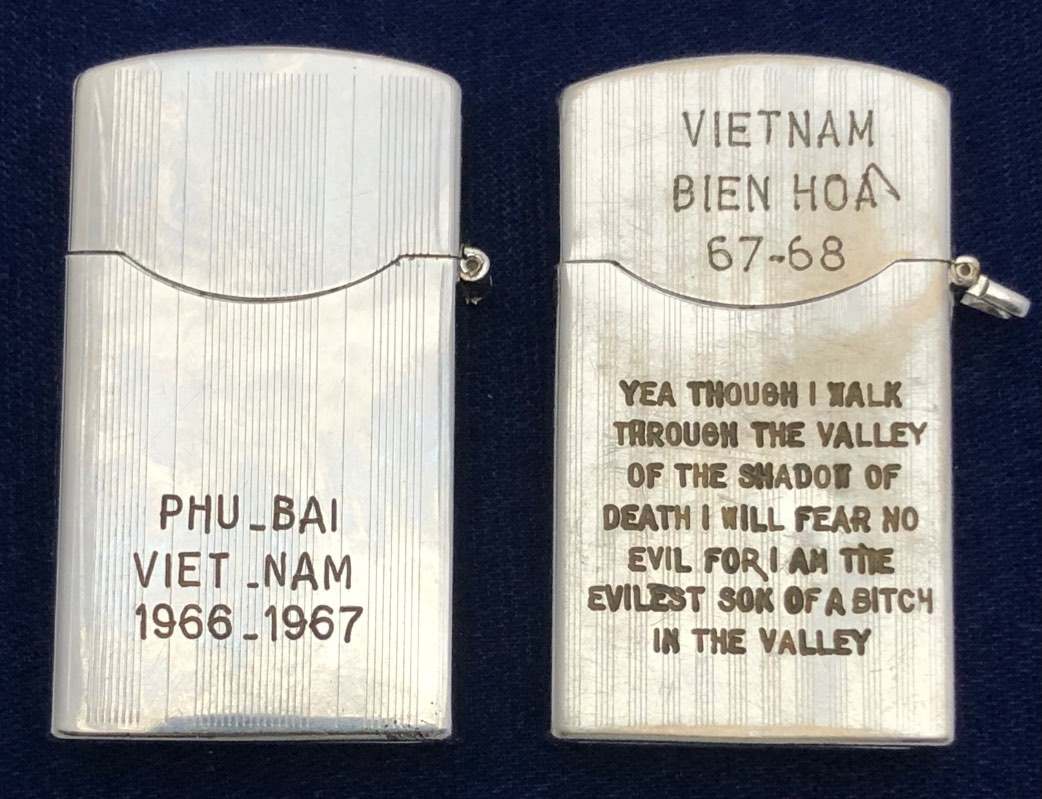 PHU_BAI
VIET_NAM
1966_1967
VIETNAM
BIEN HOÀ
67-68
YEA THOUGH I WALK
THROUGH THE VALLEY
OF THE SHADOW OF
DEATH I WILL FEAR NO
EVIL FOR I AM THE
EVILEST SON OF A BITCH
IN THE VALLEY